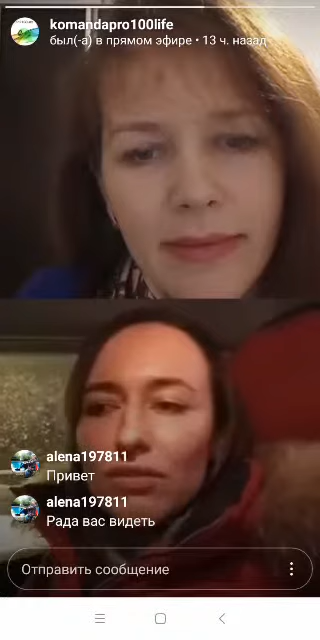 komandapro100life
был(-а) в прямом эфире • 13 ч. назад
alena197811
Привет
alena197811
Рада вас видеть
Отправить сообщение